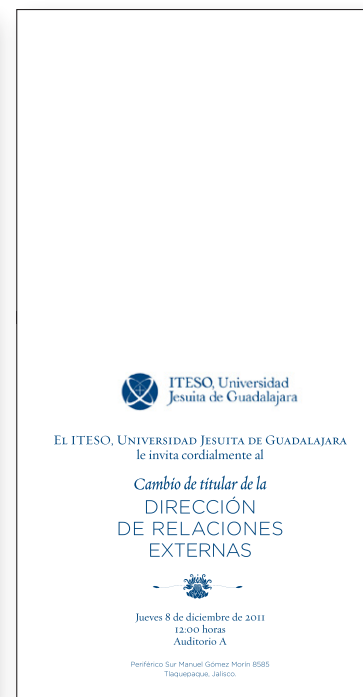 ITESO, Universidad
Jesuita de Guadalajara
El ITESO, Universidad Jesuita de Guadalajara
le invita cordialmente al
Cambio de titular de la
DIRECCIÓN
DE RELACIONES
EXTERNAS
Jueves 8 de diciembre de 2011
12:00 horas
Auditorio A
Periférico Sur Manuel Gómez Morín 8585
Tlaquepaque, Jalisco.